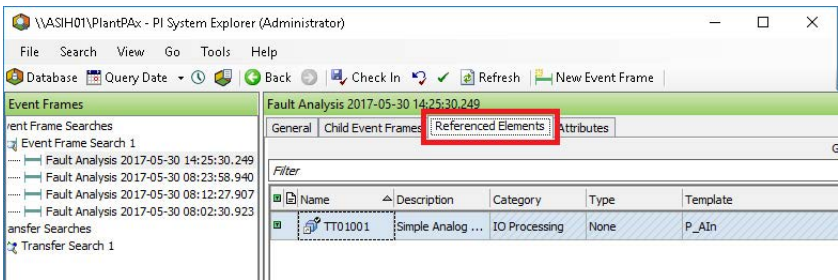 \\ASIH01\PlantPAx - PI System Explorer (Administrator)
File Search View Go Tools Help
Database Query Date Back Check In Refresh New Event Frame
Event Frames
Fault Analysis 2017-05-30 14:25:30.249
vent Frame Searches
Event Frame Search 1
Fault Analysis 2017-05-30 14:25:30.249
Fault Analysis 2017-05-30 08:23:58.940
Fault Analysis 2017-05-30 08:12:27.907
Fault Analysis 2017-05-30 08:02:30.923
ansfer Searches
Transfer Search 1
General Child Event Frames Referenced Elements Attributes
G
Filter
Name Description Category Type Template
TT01001 Simple Analog ... IO Processing None P_AIn